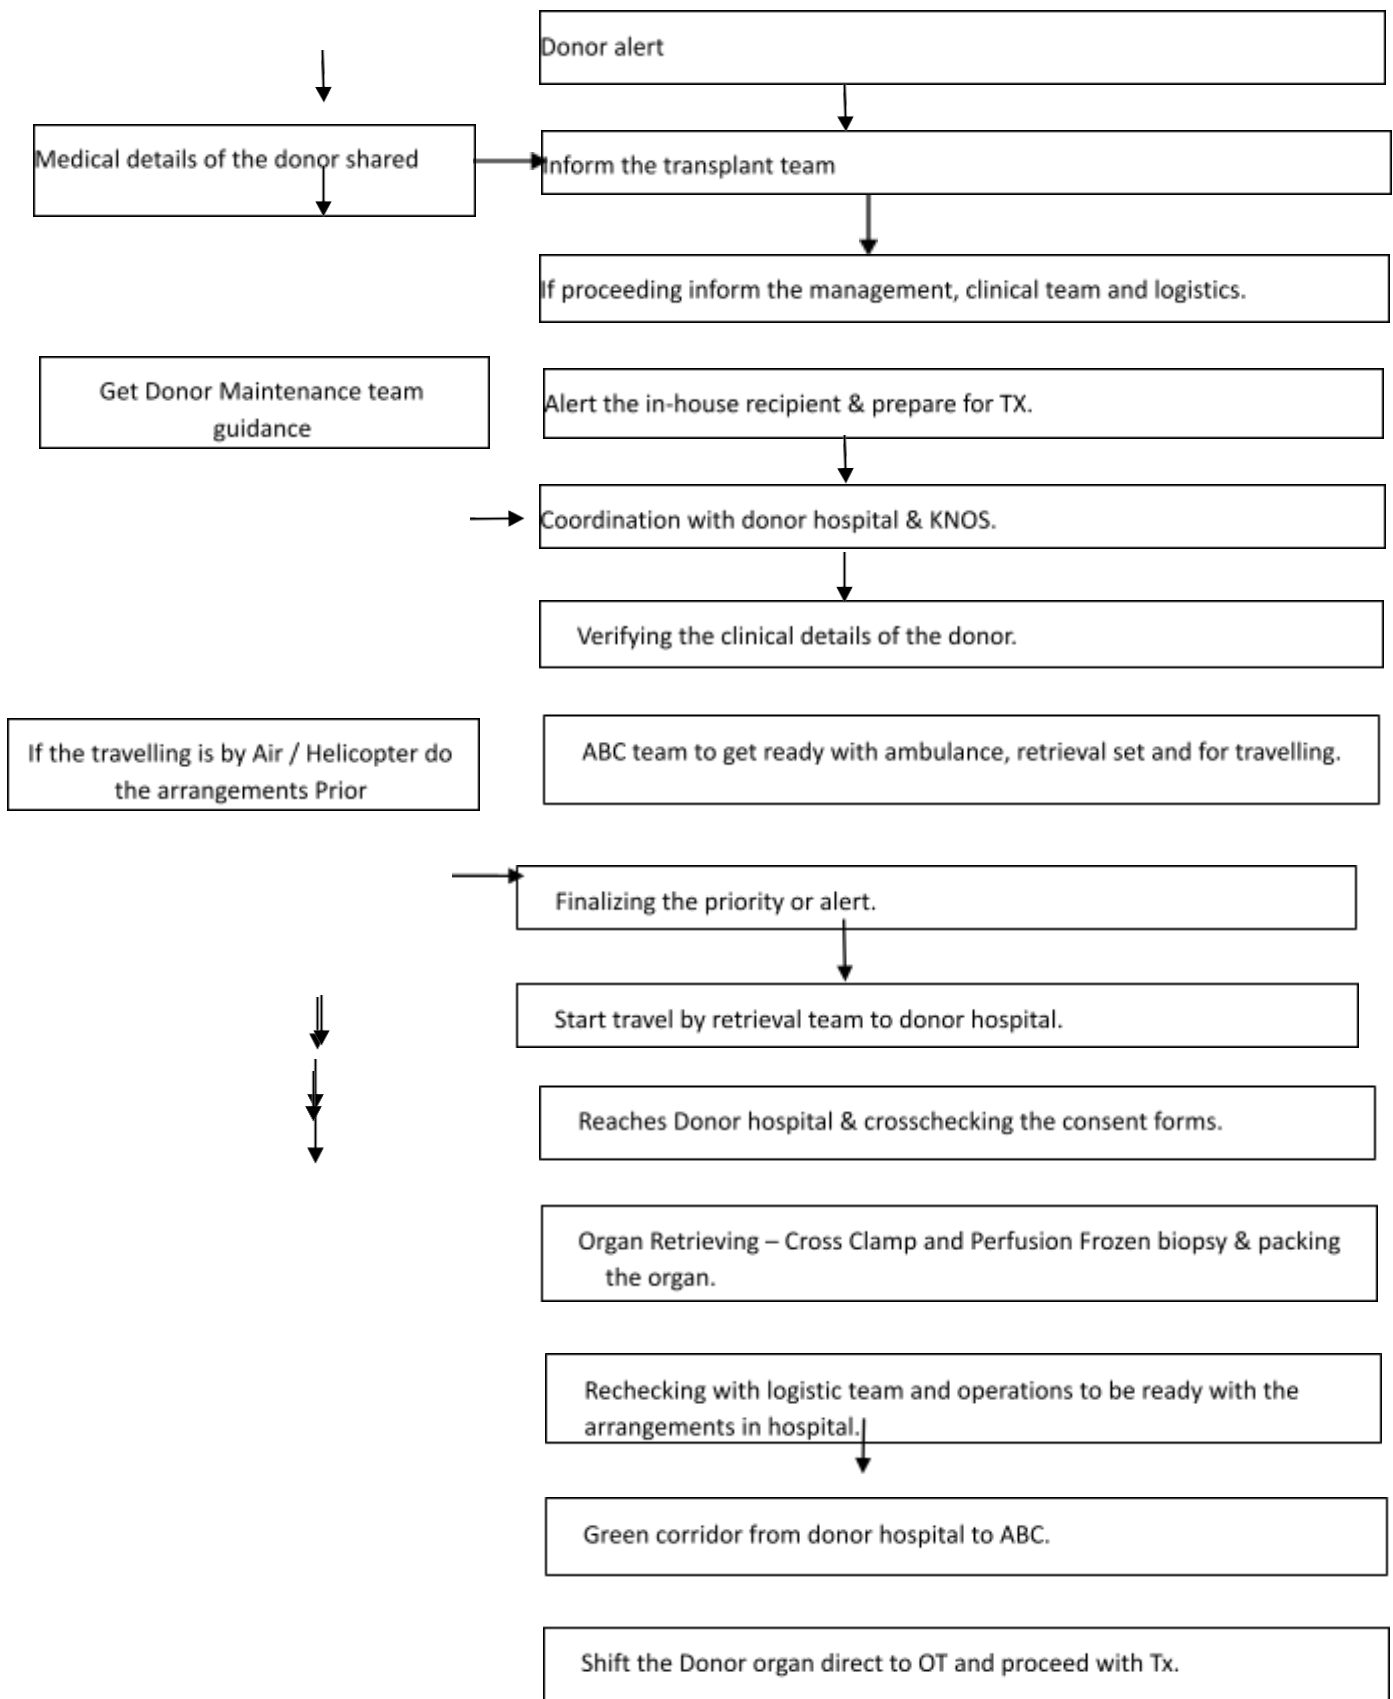 Donor alert
Medical details of the donor shared
Inform the transplant team
If proceeding inform the management, clinical team and logistics.
Get Donor Maintenance team
guidance
Alert the in-house recipient & prepare for TX.
Coordination with donor hospital & KNOS.
Verifying the clinical details of the donor.
If the travelling is by Air / Helicopter do
the arrangements Prior
ABC team to get ready with ambulance, retrieval set and for travelling.
Finalizing the priority or alert.
Start travel by retrieval team to donor hospital.
Reaches Donor hospital & crosschecking the consent forms.
Organ Retrieving – Cross Clamp and Perfusion Frozen biopsy & packing
the organ.
Rechecking with logistic team and operations to be ready with the
arrangements in hospital.
Green corridor from donor hospital to ABC.
Shift the Donor organ direct to OT and proceed with Tx.